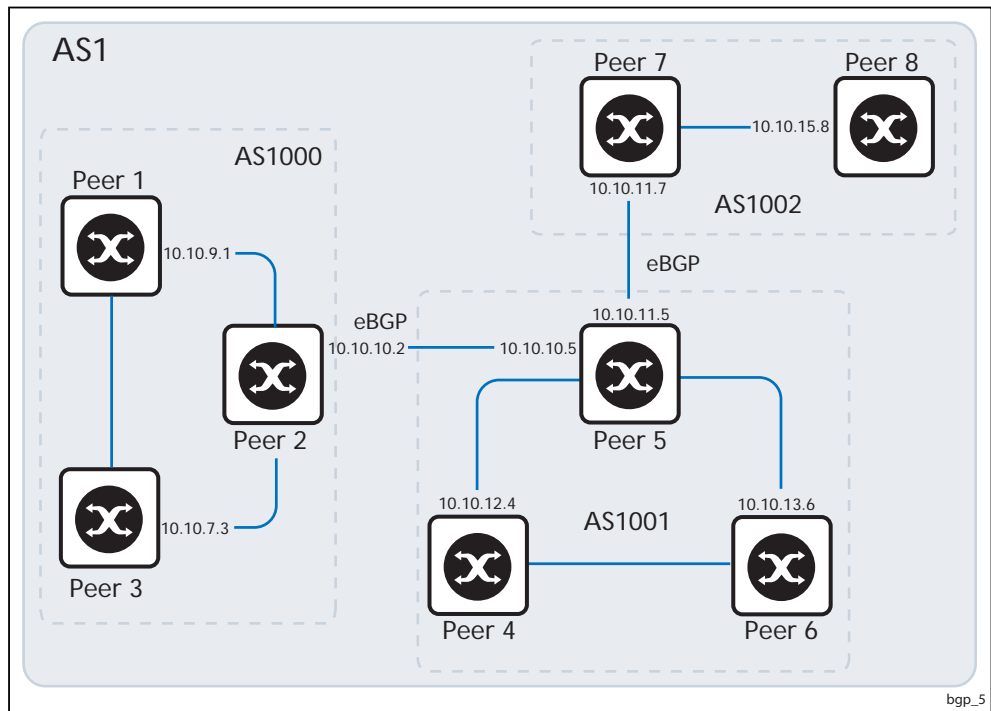 AS1
Peer 7
Peer 8
10.10.15.8
10.10.11.7
AS1002
AS1000
Peer 1
10.10.9.1
eBGP
eBGP
10.10.10.2
10.10.11.5
10.10.10.5
Peer 2
Peer 5
10.10.7.3
Peer 3
10.10.12.4
AS1001
10.10.13.6
Peer 4
Peer 6
bgp_5